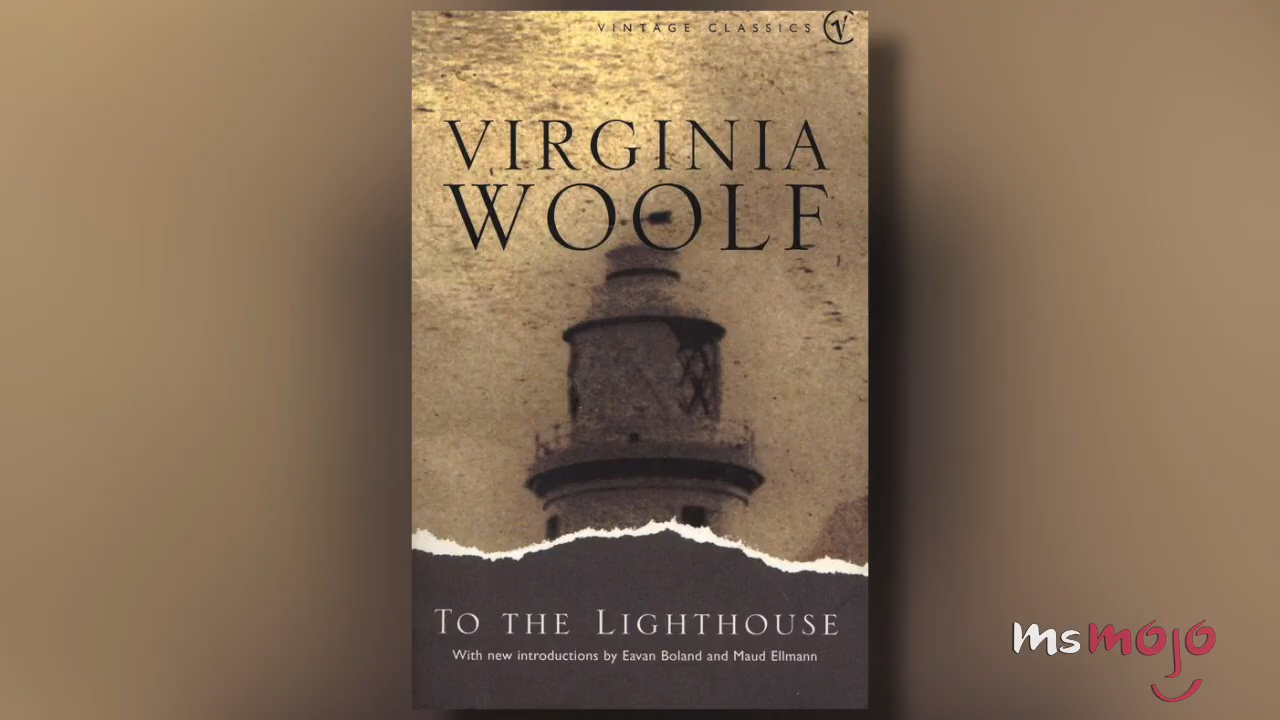 VINTAGE CLASSICS V
VIRGINIA
WOOLF
TO THE LIGHTHOUSE
With new introductions by Eavan Boland and Maud Ellmann
msmojo